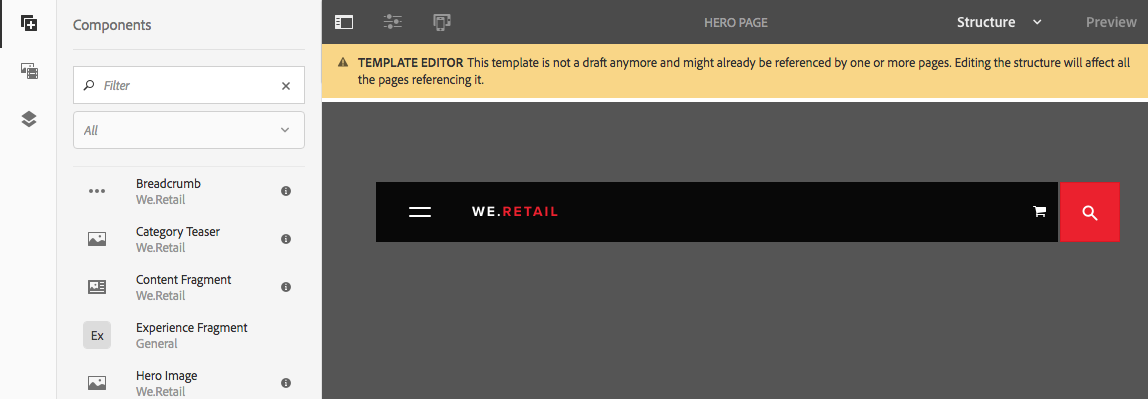 Components
HERO PAGE
Structure
Preview
TEMPLATE EDITOR This template is not a draft anymore and might already be referenced by one or more pages. Editing the structure will affect all
the pages referencing it.
Filter
All
Breadcrumb
We.Retail
Category Teaser
We.Retail
Content Fragment
We.Retail
Ex
Experience Fragment
General
Hero Image
We.Retail
WE.RETAIL